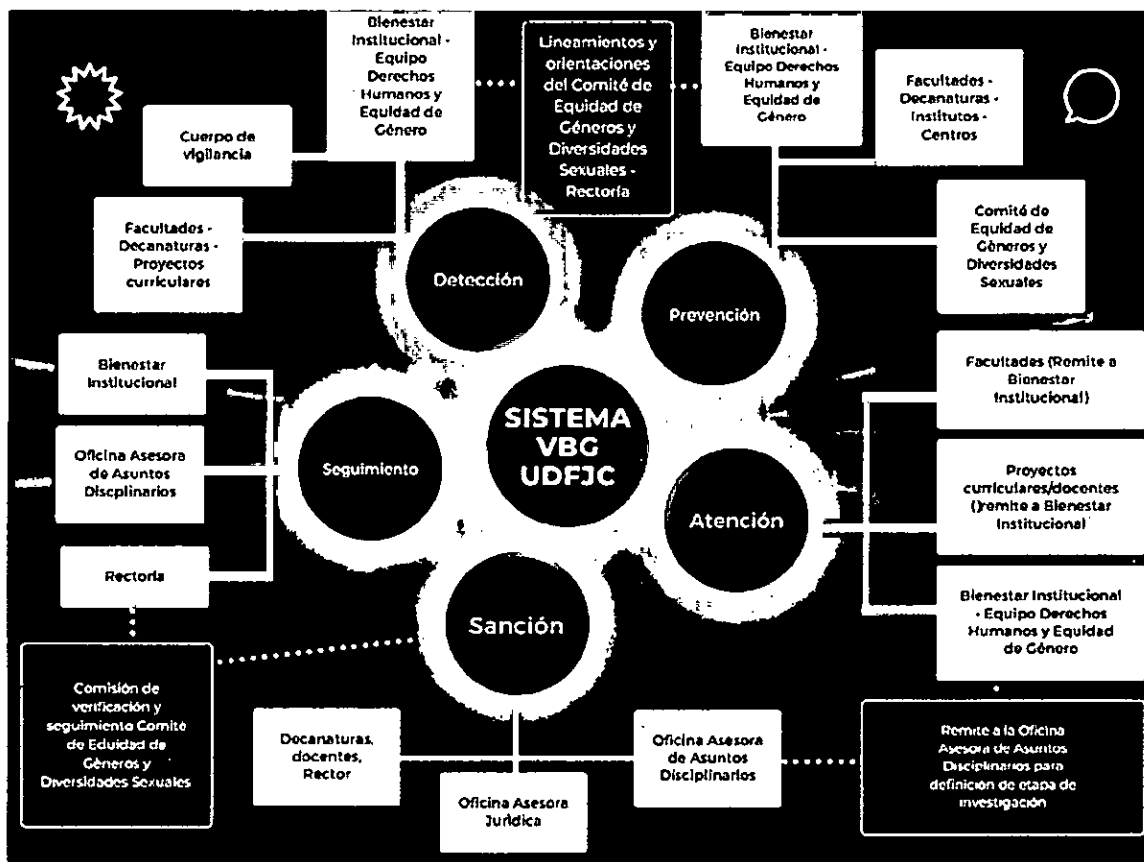 Bienestar
Institucional -
Equipo
Derechos
Humanos y
Equidad de
Género
Lineamientos y
orientaciones
del Comité de
Equidad de
Géneros y
Diversidades
Sexuales -
Rectoría
Bienestar
Institucional -
Equipo Derechos
Humanos y
Equidad de
Género
Facultades -
Decanaturas -
Institutos -
Centros
Cuerpo de
vigilancia
Facultades -
Decanaturas -
Proyectos
curriculares
Comité de
Equidad de
Géneros y
Diversidades
Sexuales
Detección
Prevención
Bienestar
Institucional
Oficina Asesora
de Asuntos
Discplinarios
Rectoría
Seguimiento
SISTEMA
VBG
UDFJC
Atención
Facultades (Remite a
Bienestar
Institucional)
Proyectos
curriculares/docentes
()remite a Bienestar
Institucional
Bienestar Institucional
- Equipo Derechos
Humanos y Equidad
de Género
Sanción
Comisión de
verificación y
seguimiento Comité
de Eduidad de
Géneros y
Diversidades Sexuales
Decanaturas,
docentes,
Rector
Oficina Asesora
Jurídica
Oficina Asesora
de Asuntos
Disciplinarios
Remite a la Oficina
Asesora de Asuntos
Disciplinarios para
definición de etapa de
investigación